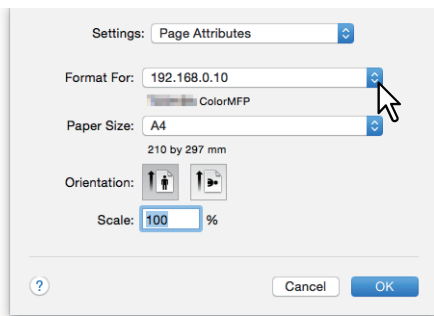 Settings: Page Attributes
Format For: 192.168.0.10
ColorMFP
Paper Size: A4
210 by 297 mm
Orientation:
Scale: 100 %
? Cancel OK